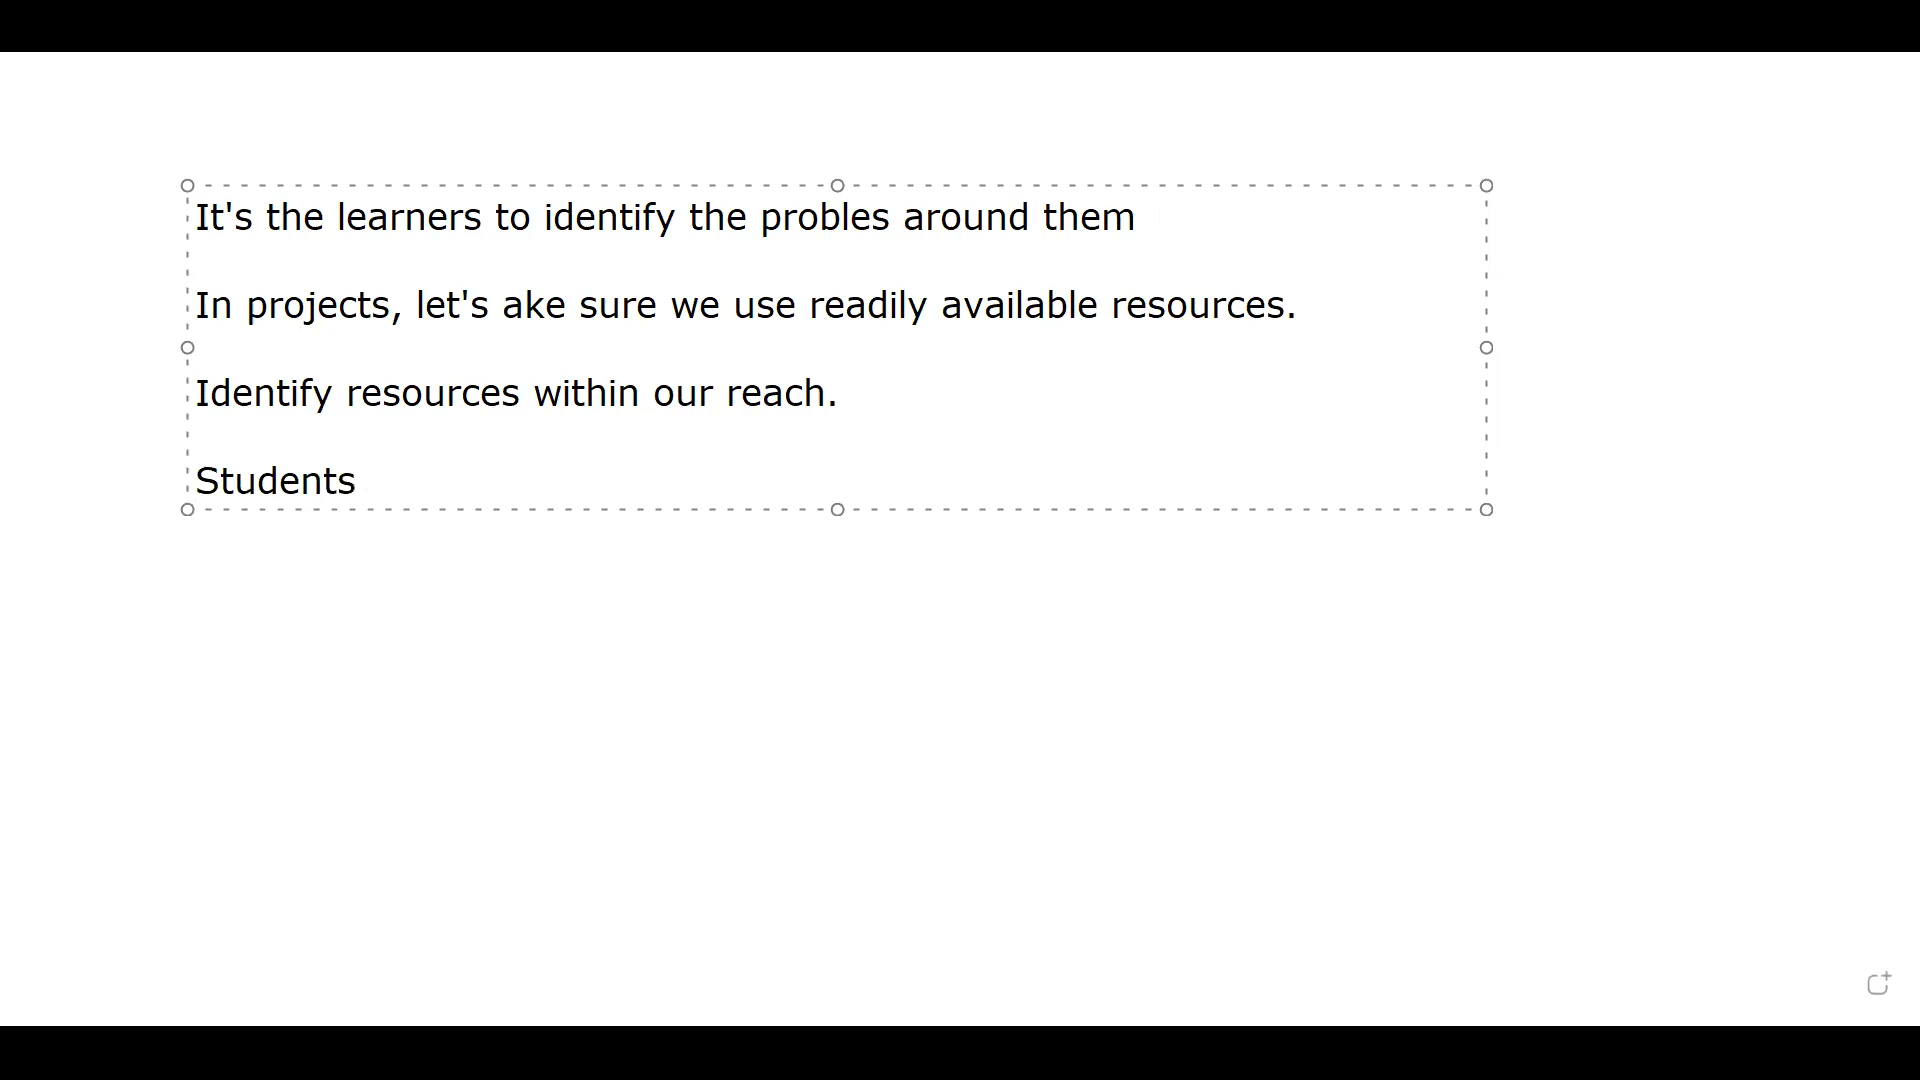 It's the learners to identify the probles around them
In projects, let's ake sure we use readily available resources.
Identify resources within our reach.
Students